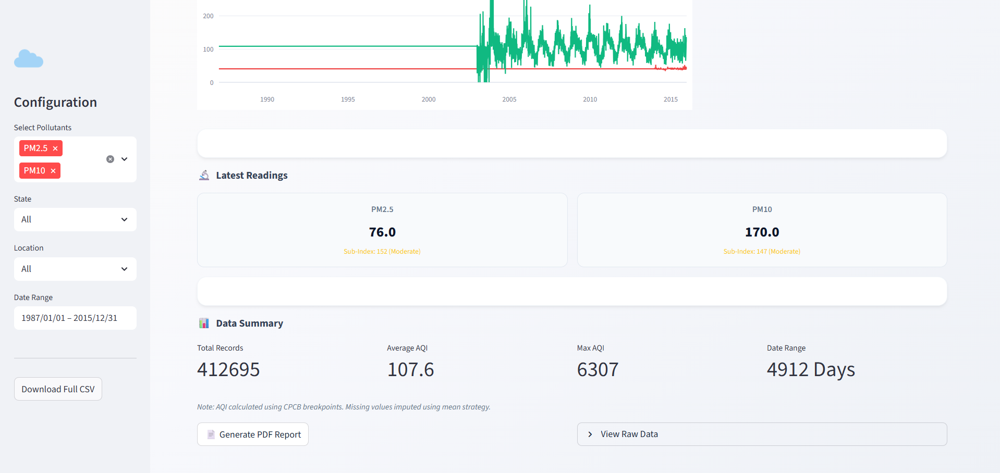 Configuration
Select Pollutants
PM2.5 ×
PM10 ×
State
All
Location
All
Date Range
1987/01/01 – 2015/12/31
Download Full CSV
200
100
0
1990 1995 2000 2005 2010 2015
Latest Readings
PM2.5
76.0
Sub-Index: 152 (Moderate)
PM10
170.0
Sub-Index: 147 (Moderate)
Data Summary
Total Records
412695
Average AQI
107.6
Max AQI
6307
Date Range
4912 Days
Note: AQI calculated using CPCB breakpoints. Missing values imputed using mean strategy.
Generate PDF Report
View Raw Data